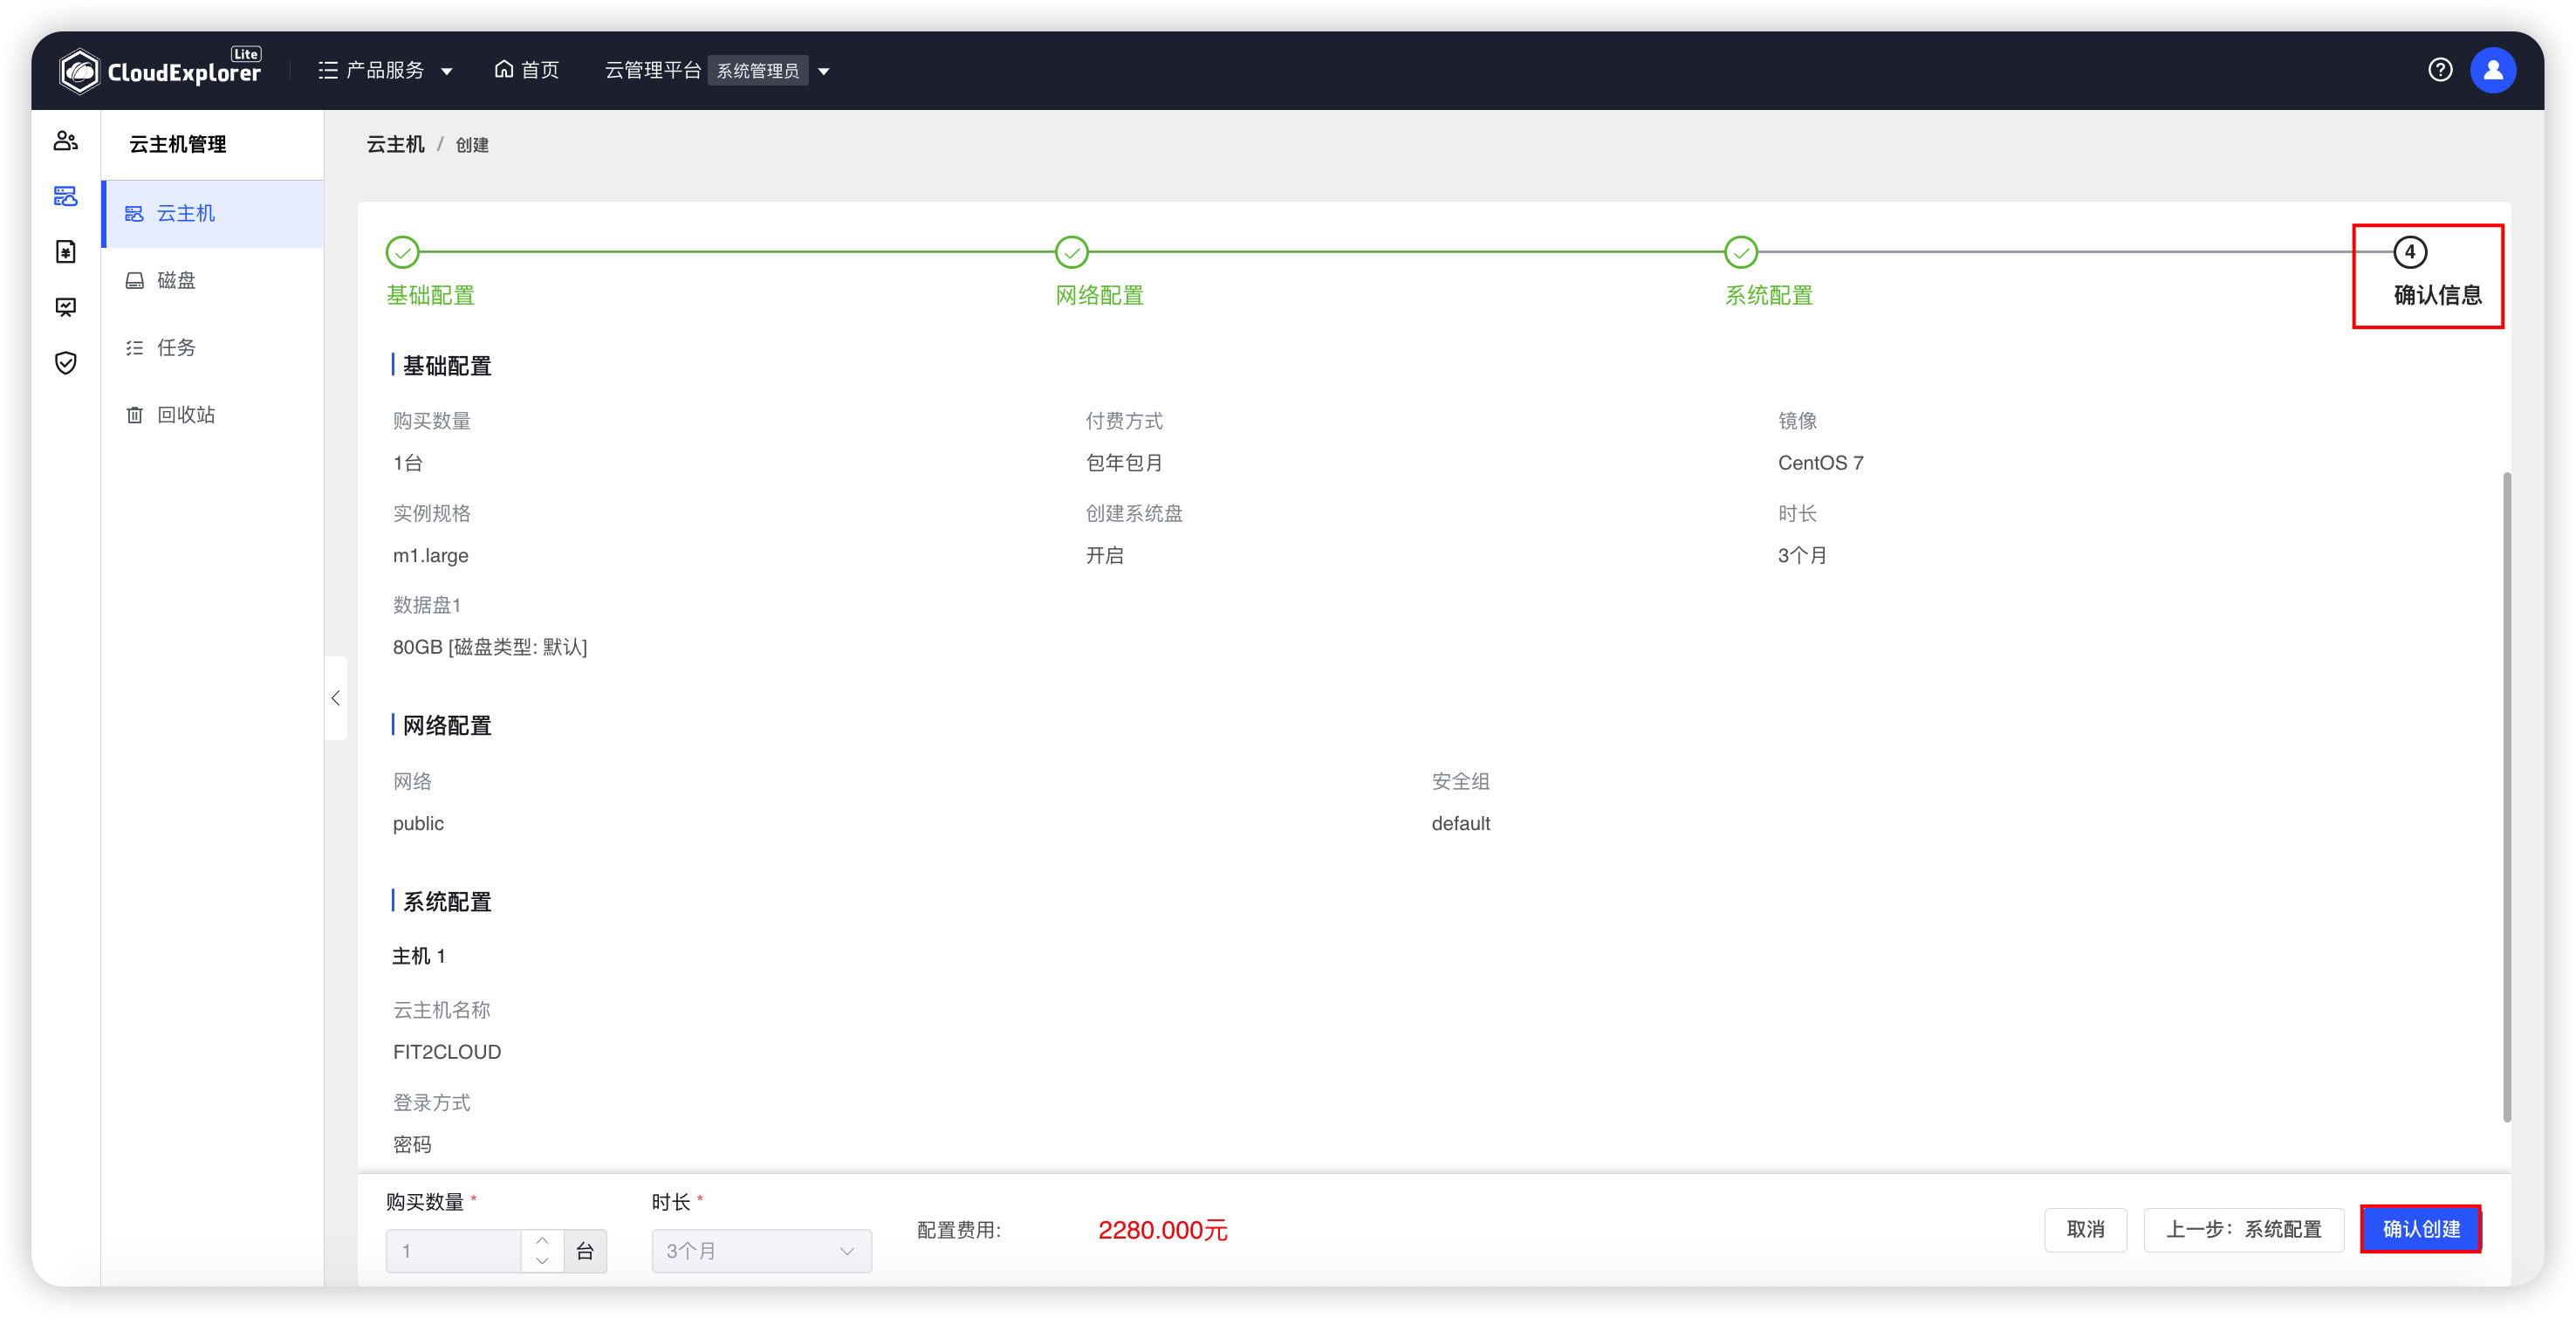 CloudExplorer Lite 产品服务 首页 云管理平台 系统管理员
云主机管理
云主机
磁盘
任务
回收站
云主机 / 创建
4
基础配置 网络配置 系统配置 确认信息
基础配置
购买数量 付费方式 镜像
1台 包年包月 CentOS 7
实例规格 创建系统盘 时长
m1.large 开启 3个月
数据盘1
80GB [磁盘类型: 默认]
网络配置
网络 安全组
public default
系统配置
主机 1
云主机名称
FIT2CLOUD
登录方式
密码
购买数量 * 时长 *
1 台 3个月 配置费用: 2280.000元 取消 上一步：系统配置 确认创建